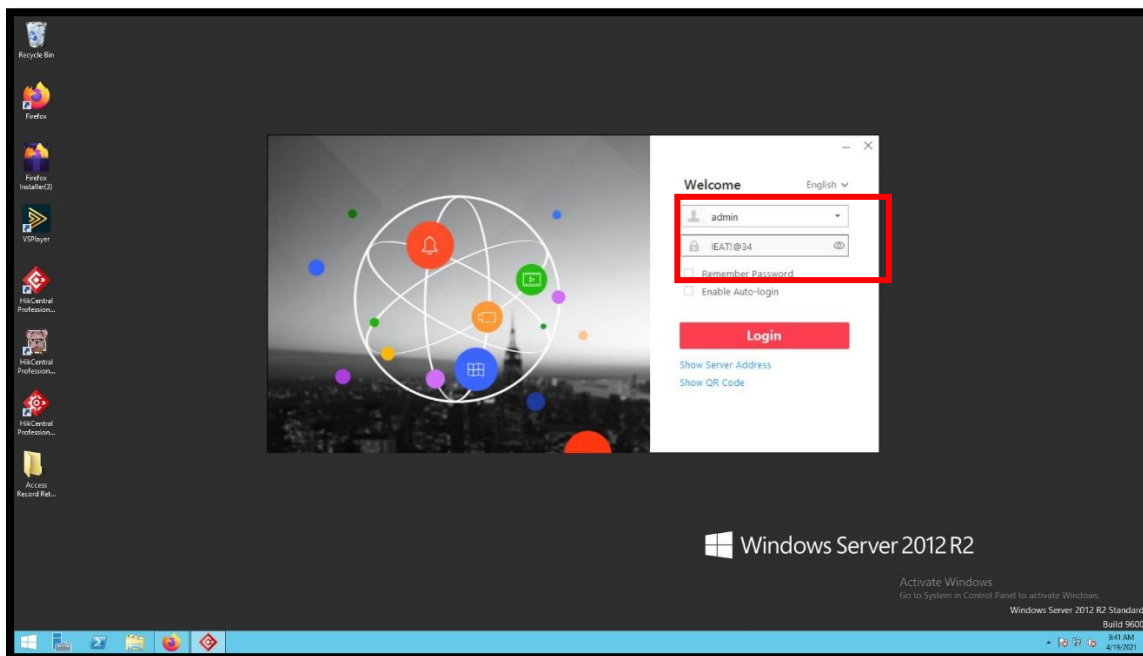 Recycle Bin
Firefox
Firefox
Installer(3)
VSPlayer
HikCentral
Profession...
HikCentral
Profession...
HikCentral
Profession...
Access
Record Ret...
Welcome
English
admin
IEAT!@34
Remember Password
Enable Auto-login
Login
Show Server Address
Show QR Code
Windows Server 2012 R2
Activate Windows
Go to System in Control Panel to activate Windows.
Windows Server 2012 R2 Standard
Build 9600
9:41 AM
4/19/2021